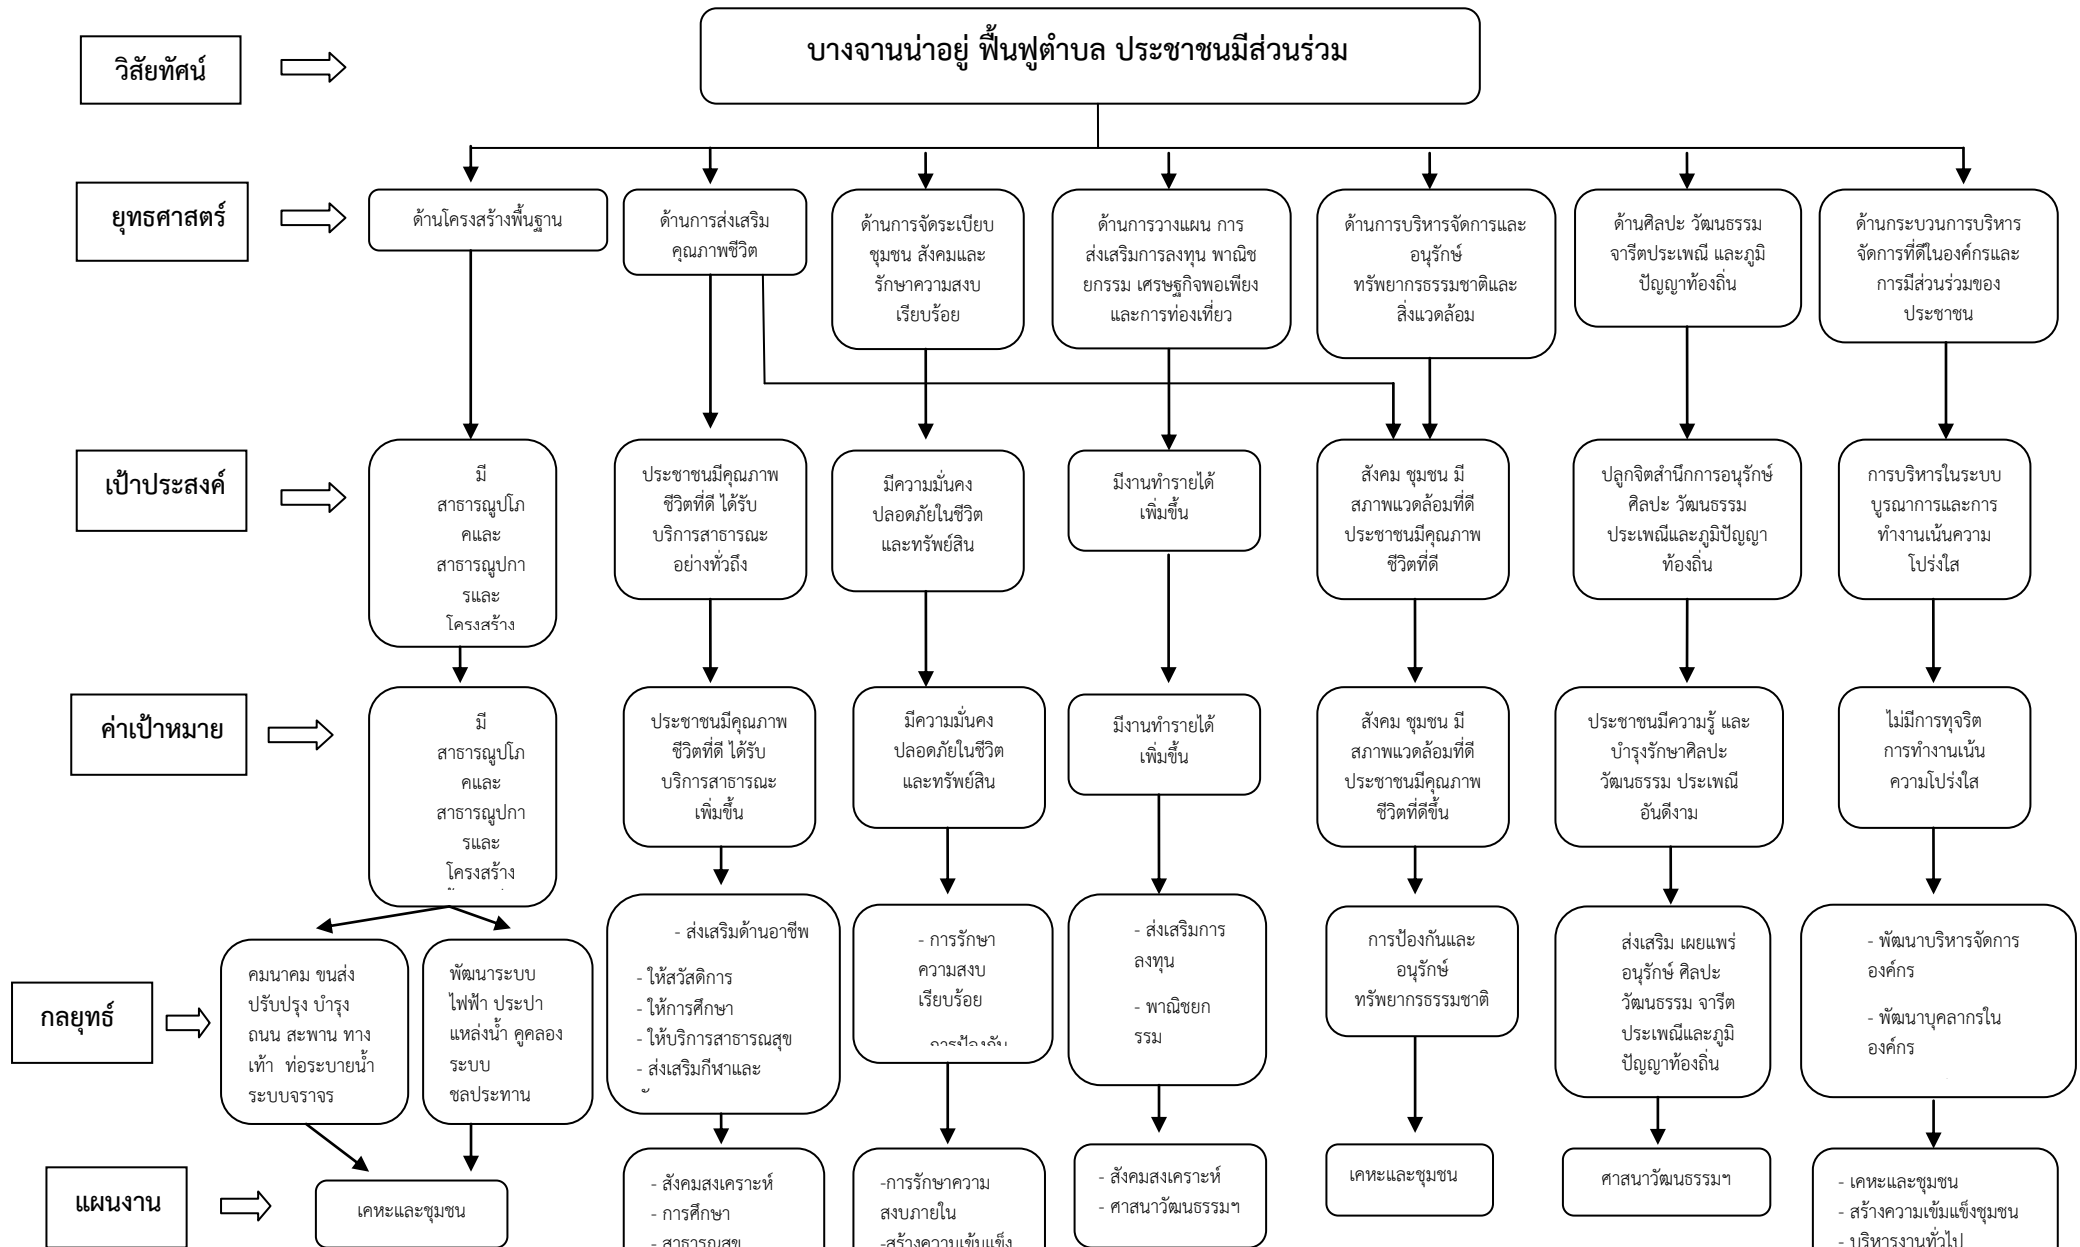 วิสัยทัศน์
บางจานน่าอยู่ ฟื้นฟูตำบล ประชาชนมีส่วนร่วม
ยุทธศาสตร์
ด้านโครงสร้างพื้นฐาน
ด้านการส่งเสริม
คุณภาพชีวิต
ด้านการจัดระเบียบ
ชุมชน สังคมและ
รักษาความสงบ
เรียบร้อย
ด้านการวางแผน การ
ส่งเสริมการลงทุน พาณิช
ยกรรม เศรษฐกิจพอเพียง
และการท่องเที่ยว
ด้านการบริหารจัดการและ
อนุรักษ์
ทรัพยากรธรรมชาติและ
สิ่งแวดล้อม
ด้านศิลปะ วัฒนธรรม
จารีตประเพณี และภูมิ
ปัญญาท้องถิ่น
ด้านกระบวนการบริหาร
จัดการที่ดีในองค์กรและ
การมีส่วนร่วมของ
ประชาชน
เป้าประสงค์
มี
สาธารณูปโภ
คและ
สาธารณูปกา
รและ
โครงสร้าง
ประชาชนมีคุณภาพ
ชีวิตที่ดี ได้รับ
บริการสาธารณะ
อย่างทั่วถึง
มีความมั่นคง
ปลอดภัยในชีวิต
และทรัพย์สิน
มีงานทำรายได้
เพิ่มขึ้น
สังคม ชุมชน มี
สภาพแวดล้อมที่ดี
ประชาชนมีคุณภาพ
ชีวิตที่ดี
ปลูกจิตสำนึกการอนุรักษ์
ศิลปะ วัฒนธรรม
ประเพณีและภูมิปัญญา
ท้องถิ่น
การบริหารในระบบ
บูรณาการและการ
ทำงานเน้นความ
โปร่งใส
ค่าเป้าหมาย
มี
สาธารณูปโภ
คและ
สาธารณูปกา
รและ
โครงสร้าง
ประชาชนมีคุณภาพ
ชีวิตที่ดี ได้รับ
บริการสาธารณะ
เพิ่มขึ้น
มีความมั่นคง
ปลอดภัยในชีวิต
และทรัพย์สิน
มีงานทำรายได้
เพิ่มขึ้น
สังคม ชุมชน มี
สภาพแวดล้อมที่ดี
ประชาชนมีคุณภาพ
ชีวิตที่ดีขึ้น
ประชาชนมีความรู้ และ
บำรุงรักษาศิลปะ
วัฒนธรรม ประเพณี
อันดีงาม
ไม่มีการทุจริต
การทำงานเน้น
ความโปร่งใส
กลยุทธ์
คมนาคม ขนส่ง
ปรับปรุง บำรุง
ถนน สะพาน ทาง
เท้า ท่อระบายน้ำ
ระบบจราจร
พัฒนาระบบ
ไฟฟ้า ประปา
แหล่งน้ำ คูคลอง
ระบบ
ชลประทาน
- ส่งเสริมด้านอาชีพ
- ให้สวัสดิการ
- ให้การศึกษา
- ให้บริการสาธารณสุข
- ส่งเสริมกีฬาและ
- การรักษา
ความสงบ
เรียบร้อย
- การป้องกัน
- ส่งเสริมการ
ลงทุน
- พาณิชยก
รรม
การป้องกันและ
อนุรักษ์
ทรัพยากรธรรมชาติ
ส่งเสริม เผยแพร่
อนุรักษ์ ศิลปะ
วัฒนธรรม จารีต
ประเพณีและภูมิ
ปัญญาท้องถิ่น
- พัฒนาบริหารจัดการ
องค์กร
- พัฒนาบุคลากรใน
องค์กร
แผนงาน
เคหะและชุมชน
- สังคมสงเคราะห์
- การศึกษา
- สาธารณสุข
-การรักษาความ
สงบภายใน
-สร้างความเข้มแข็ง
- สังคมสงเคราะห์
- ศาสนาวัฒนธรรมฯ
เคหะและชุมชน
ศาสนาวัฒนธรรมฯ
- เคหะและชุมชน
- สร้างความเข้มแข็งชุมชน
- บริหารงานทั่วไป